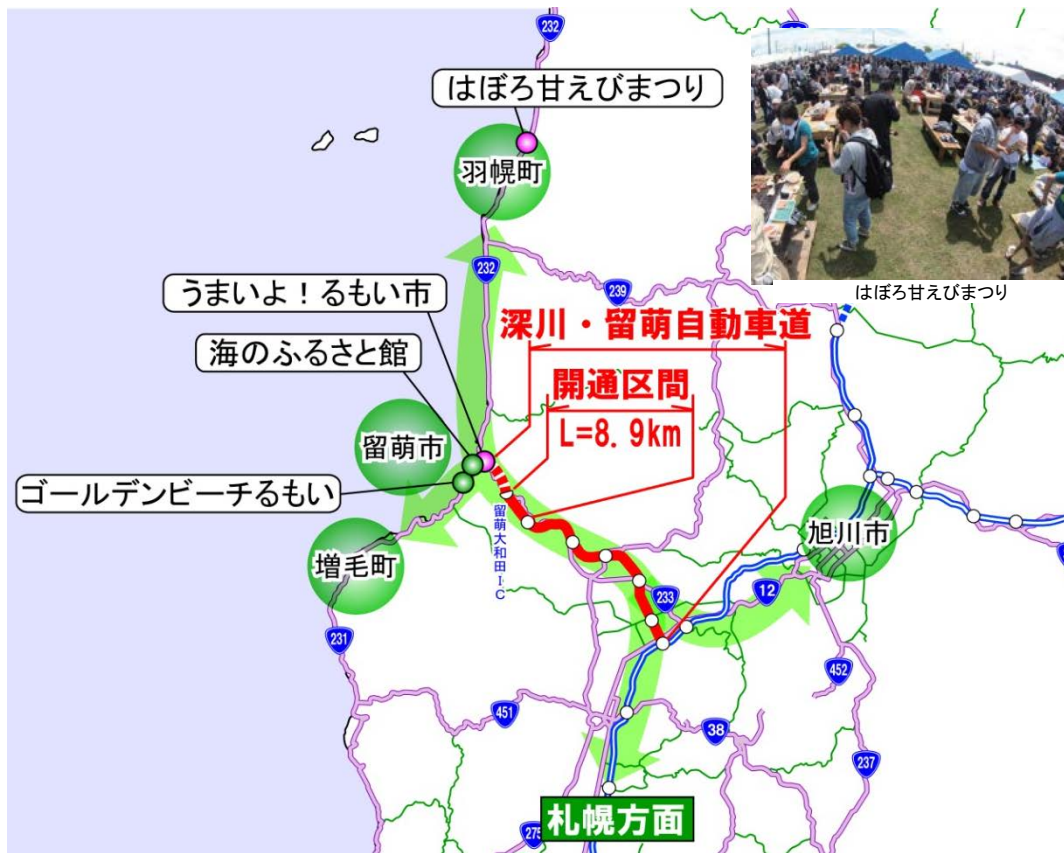 232
はぼろ甘えびまつり
羽幌町
はぼろ甘えびまつり
232
239
うまいよ！るもい市
深川・留萌自動車道
海のふるさと館
開通区間
L=8.9km
留萌市
ゴールデンビーチるもい
留萌大和田IC
旭川市
増毛町
233
12
231
452
451
38
237
札幌方面
275